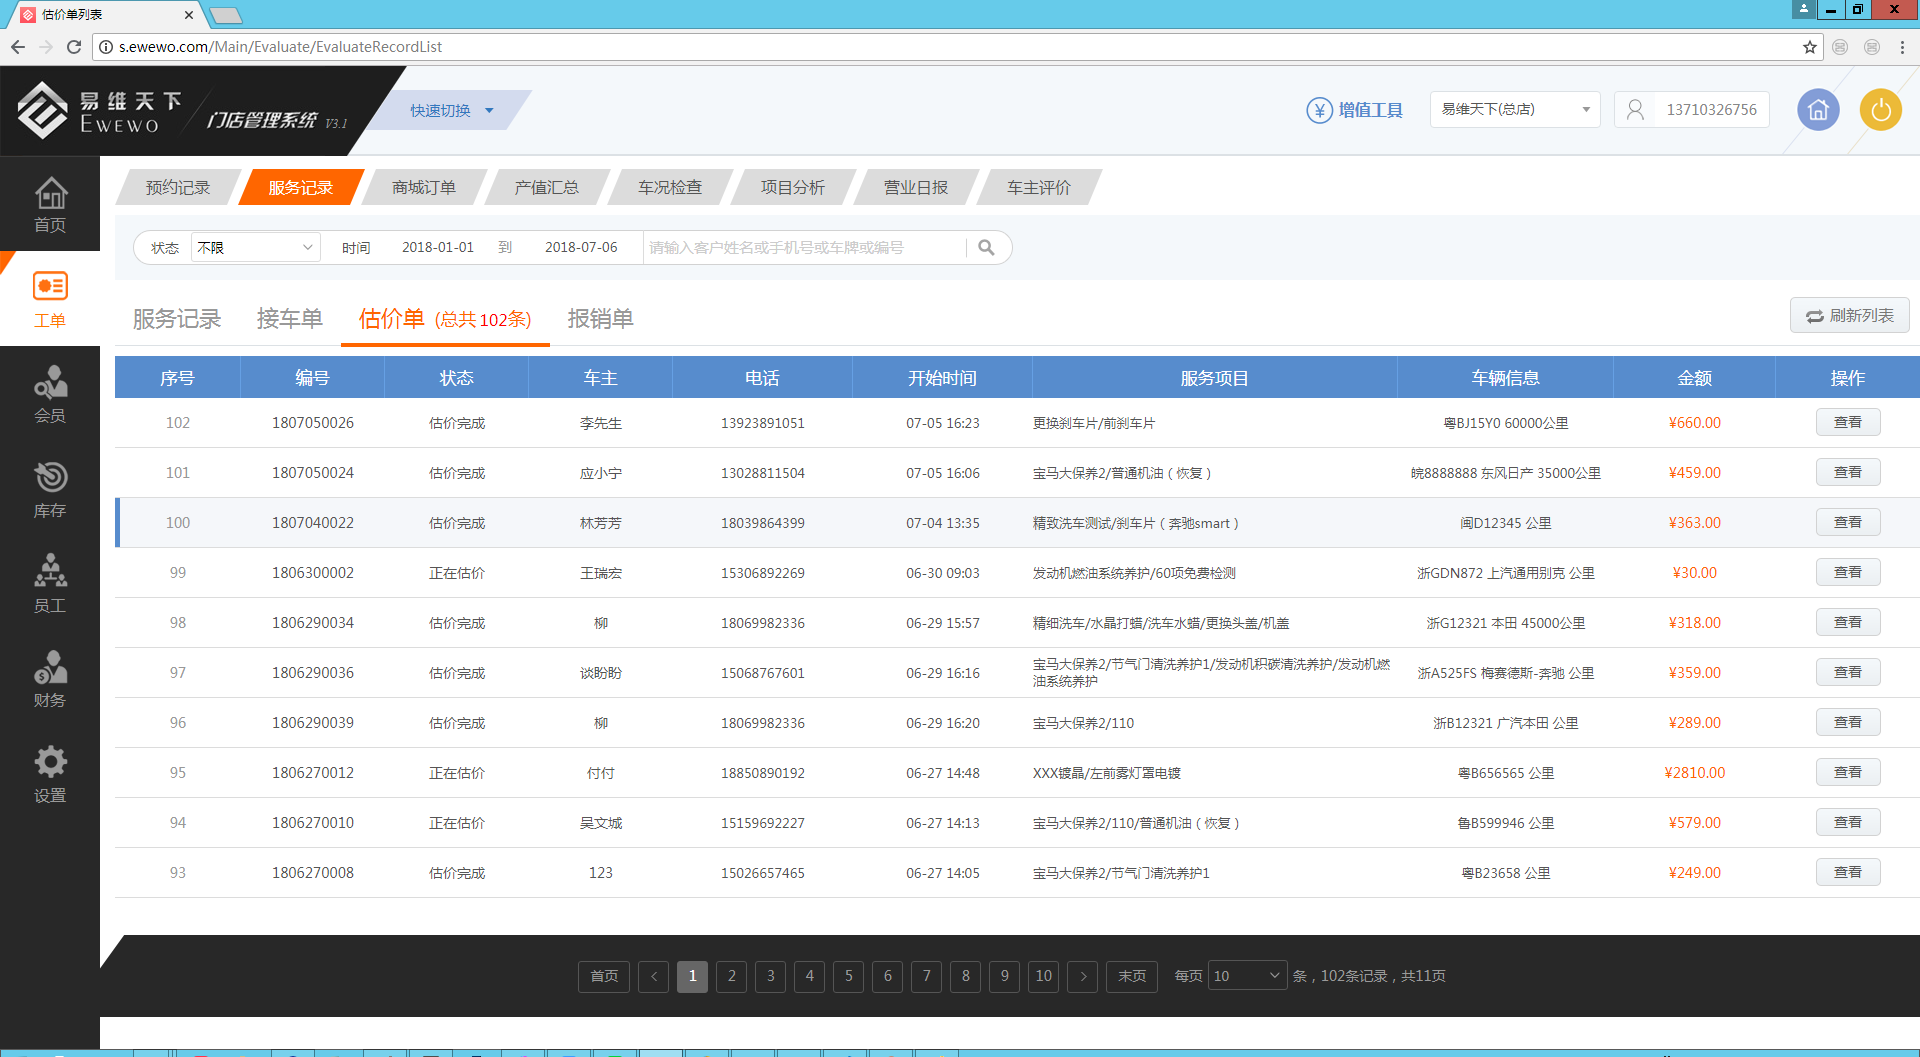 估价单列表
s.ewewo.com/Main/Evaluate/EvaluateRecordList
易维天下
EWEWO
门店管理系统 V3.1
快速切换
增值工具
易维天下(总店)
13710326756
首页
工单
会员
库存
员工
财务
设置
预约记录 服务记录 商城订单 产值汇总 车况检查 项目分析 营业日报 车主评价
状态 不限 时间 2018-01-01 到 2018-07-06 请输入客户姓名或手机号或车牌或编号
服务记录 接车单 估价单 (总共102条) 报销单 刷新列表
序号 编号 状态 车主 电话 开始时间 服务项目 车辆信息 金额 操作
102 1807050026 估价完成 李先生 13923891051 07-05 16:23 更换刹车片/前刹车片 粤BJ15Y0 60000公里 ¥660.00 查看
101 1807050024 估价完成 应小宁 13028811504 07-05 16:06 宝马大保养2/普通机油（恢复） 皖8888888 东风日产 35000公里 ¥459.00 查看
100 1807040022 估价完成 林芳芳 18039864399 07-04 13:35 精致洗车测试/刹车片（奔驰smart） 闽D12345 公里 ¥363.00 查看
99 1806300002 正在估价 王瑞宏 15306892269 06-30 09:03 发动机燃油系统养护/60项免费检测 浙GDN872 上汽通用别克 公里 ¥30.00 查看
98 1806290034 估价完成 柳 18069982336 06-29 15:57 精细洗车/水晶打蜡/洗车水蜡/更换头盖/机盖 浙G12321 本田 45000公里 ¥318.00 查看
97 1806290036 估价完成 谈盼盼 15068767601 06-29 16:16 宝马大保养2/节气门清洗养护1/发动机积碳清洗养护/发动机燃
油系统养护 浙A525FS 梅赛德斯-奔驰 公里 ¥359.00 查看
96 1806290039 估价完成 柳 18069982336 06-29 16:20 宝马大保养2/110 浙B12321 广汽本田 公里 ¥289.00 查看
95 1806270012 正在估价 付付 18850890192 06-27 14:48 XXX镀晶/左前雾灯罩电镀 粤B656565 公里 ¥2810.00 查看
94 1806270010 正在估价 吴文城 15159692227 06-27 14:13 宝马大保养2/110/普通机油（恢复） 鲁B599946 公里 ¥579.00 查看
93 1806270008 估价完成 123 15026657465 06-27 14:05 宝马大保养2/节气门清洗养护1 粤B23658 公里 ¥249.00 查看
首页 < 1 2 3 4 5 6 7 8 9 10 > 末页 每页 10 条，102条记录，共11页